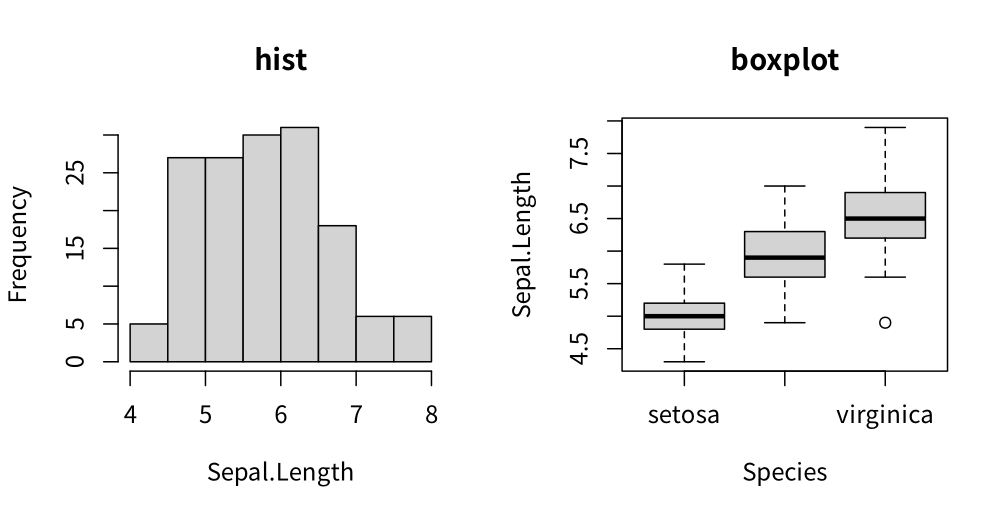 hist
Frequency
25
15
5
0
4 5 6 7 8
Sepal.Length
boxplot
Sepal.Length
7.5
6.5
5.5
4.5
setosa virginica
Species